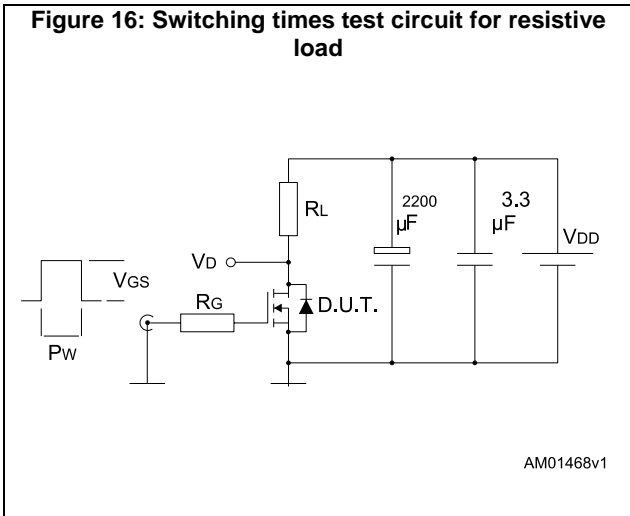 Figure 16: Switching times test circuit for resistive
load
RL
2200
μF
3.3
μF
VDD
VD
VGS
RG
D.U.T.
PW
AM01468v1